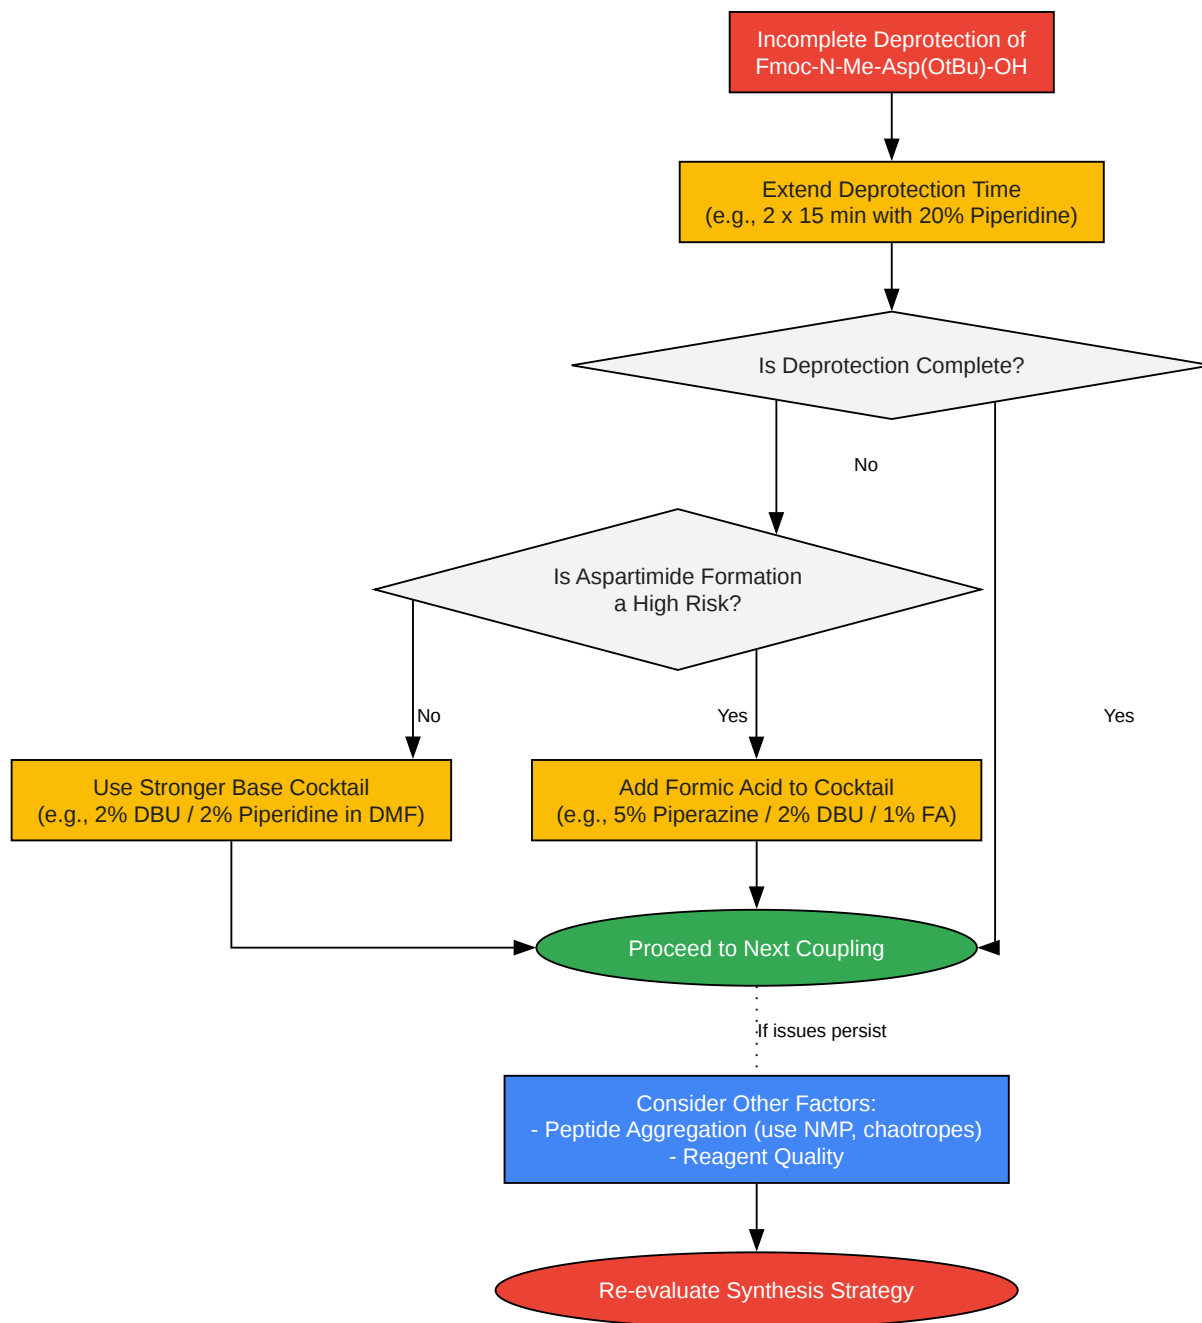 Incomplete Deprotection of
Fmoc-N-Me-Asp(OtBu)-OH
Extend Deprotection Time
(e.g., 2 x 15 min with 20% Piperidine)
Is Deprotection Complete?
No
Is Aspartimide Formation
a High Risk?
No
Yes
Yes
Use Stronger Base Cocktail
(e.g., 2% DBU / 2% Piperidine in DMF)
Add Formic Acid to Cocktail
(e.g., 5% Piperazine / 2% DBU / 1% FA)
Proceed to Next Coupling
If issues persist
Consider Other Factors:
- Peptide Aggregation (use NMP, chaotropes)
- Reagent Quality
Re-evaluate Synthesis Strategy